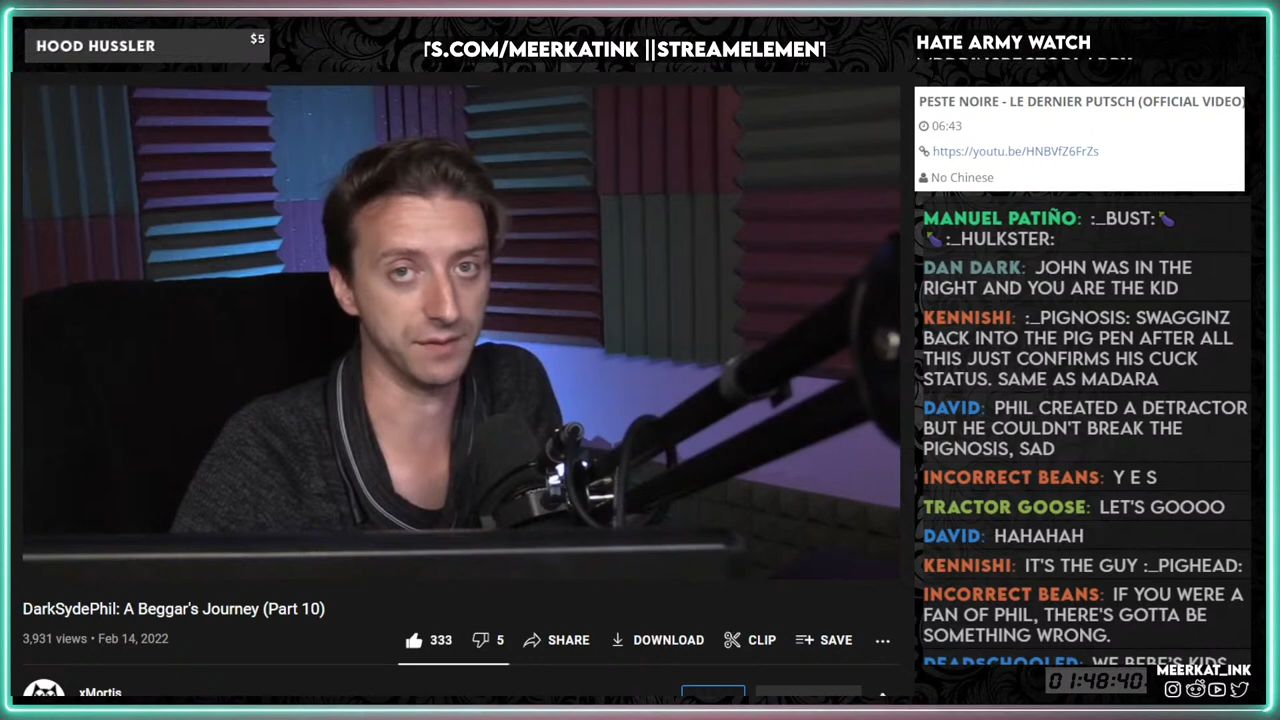 HOOD HUSSLER
$5
TS.COM/MEERKATINK ||STREAMELEMENT
HATE ARMY WATCH
PESTE NOIRE - LE DERNIER PUTSCH (OFFICIAL VIDEO)
06:43
https://youtu.be/HNBVfZ6FrZs
No Chinese
MANUEL PATIÑO: :_BUST:🍆
🍆:_HULKSTER:
DAN DARK: JOHN WAS IN THE
RIGHT AND YOU ARE THE KID
KENNISHI: :_PIGNOSIS: SWAGGINZ
BACK INTO THE PIG PEN AFTER ALL
THIS JUST CONFIRMS HIS CUCK
STATUS. SAME AS MADARA
DAVID: PHIL CREATED A DETRACTOR
BUT HE COULDN'T BREAK THE
PIGNOSIS, SAD
INCORRECT BEANS: Y E S
TRACTOR GOOSE: LET'S GOOOO
DAVID: HAHAHAH
KENNISHI: IT'S THE GUY :_PIGHEAD:
INCORRECT BEANS: IF YOU WERE A
FAN OF PHIL, THERE'S GOTTA BE
SOMETHING WRONG.
DEADSCHOOLED: WE BEBE'S KIDS
DarkSydePhil: A Beggar's Journey (Part 10)
3,931 views • Feb 14, 2022
333
5
SHARE
DOWNLOAD
CLIP
SAVE
xMortis
01:48:40
MEERKAT_INK